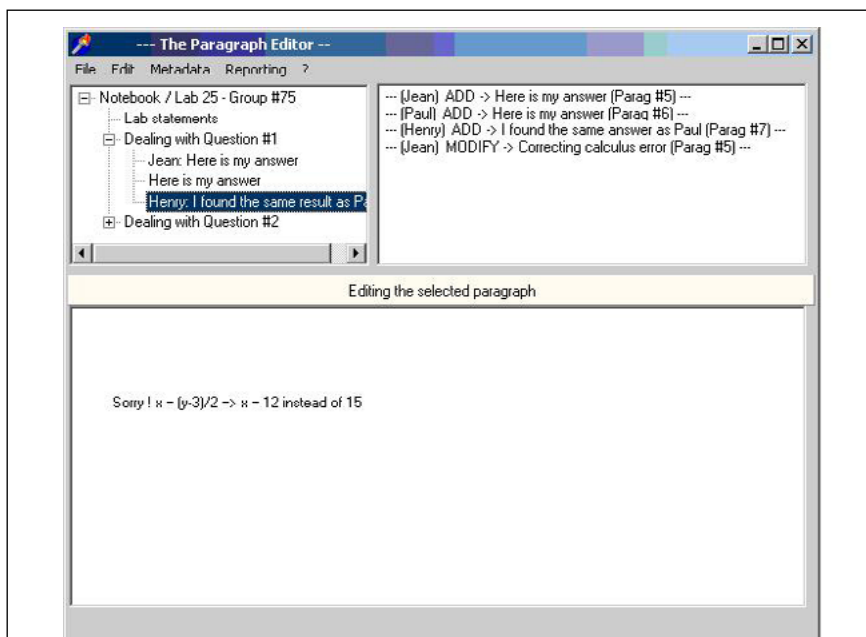 --- The Paragraph Editor --
File Edit Metadata Reporting ?
Notebook / Lab 25 - Group #75
Lab statements
Dealing with Question #1
Jean: Here is my answer
Here is my answer
Henry: I found the same result as Pa
Dealing with Question #2
--- (Jean) ADD -> Here is my answer (Parag #5) ---
--- (Paul) ADD -> Here is my answer (Parag #6) ---
--- (Henry) ADD -> I found the same answer as Paul (Parag #7) ---
--- (Jean) MODIFY -> Correcting calculus error (Parag #5) ---
Editing the selected paragraph
Sorry ! x – (y-3)/2 –> x – 12 instead of 15